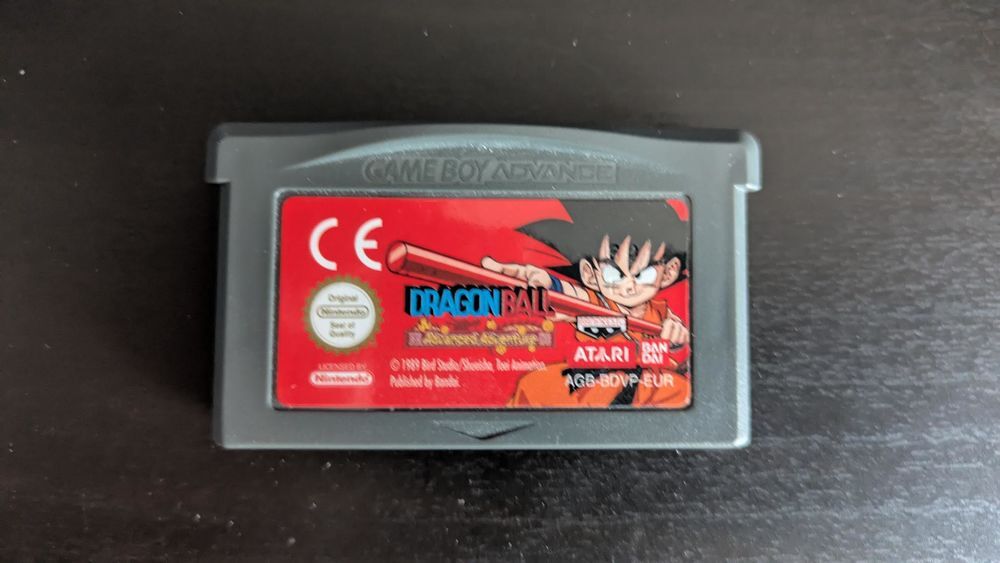 GAME BOY ADVANCE
CE
Original
Nintendo
Seal of
Quality
DRAGON BALL
Advanced Adventure
LICENSED BY
Nintendo
© 1989 Bird Studio/Shueisha, Toei Animation.
Published by Bandai.
BANPRESTO
ATARI
BAN
DAI
AGB-BDVP-EUR